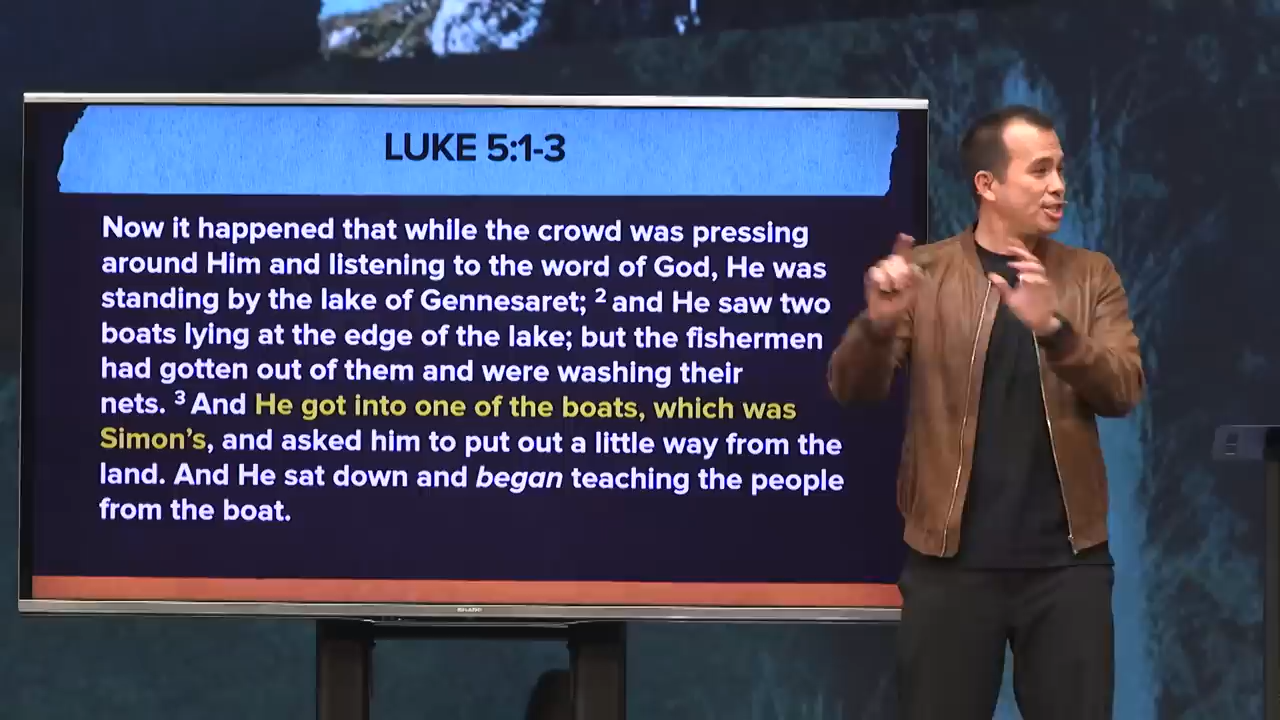 LUKE 5:1-3
Now it happened that while the crowd was pressing
around Him and listening to the word of God, He was
standing by the lake of Gennesaret; ² and He saw two
boats lying at the edge of the lake; but the fishermen
had gotten out of them and were washing their
nets. ³ And He got into one of the boats, which was
Simon’s, and asked him to put out a little way from the
land. And He sat down and began teaching the people
from the boat.
SHARP